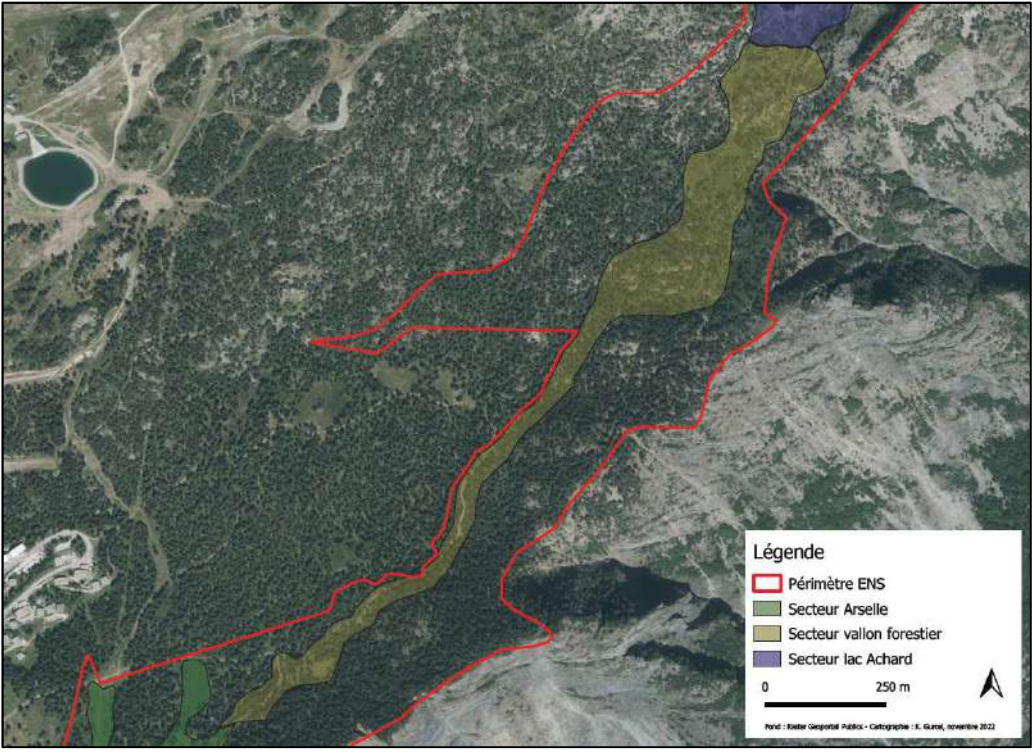 Légende
Périmètre ENS
Secteur Arselle
Secteur vallon forestier
Secteur lac Achard
0 250 m
Fond : Raster Geoportail Publics - Cartographie : K. Gurcel, novembre 2022